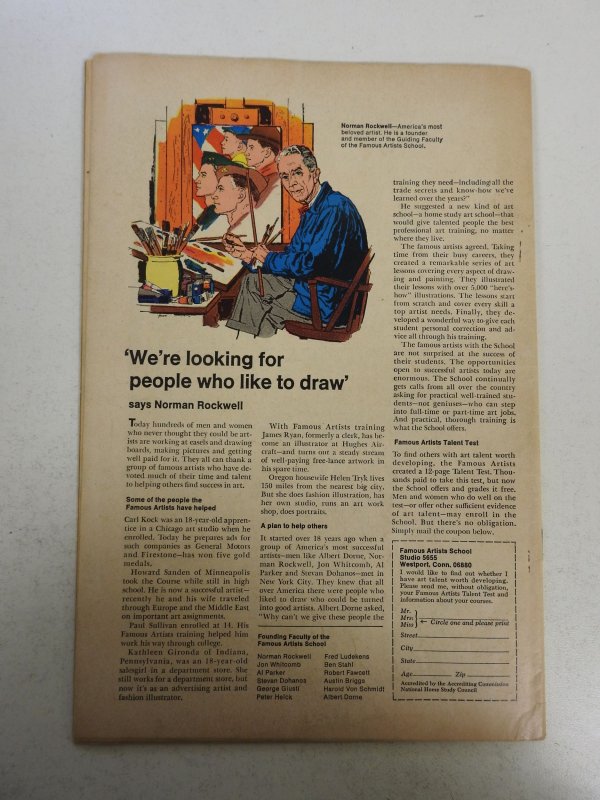 Norman Rockwell—America's most
beloved artist. He is a founder
and member of the Guiding Faculty
of the Famous Artists School.
'We're looking for
people who like to draw'
says Norman Rockwell
Today hundreds of men and women
who never thought they could be art-
ists are working at easels and drawing
boards, making pictures and getting
well paid for it. They all can thank a
group of famous artists who have de-
voted much of their time and talent
to helping others find success in art.
Some of the people the
Famous Artists have helped
Carl Kock was an 18-year-old appren-
tice in a Chicago art studio when he
enrolled. Today he prepares ads for
such companies as General Motors
and Firestone—has won five gold
medals.
Howard Sanden of Minneapolis
took the Course while still in high
school. He is now a successful artist—
recently he and his wife traveled
through Europe and the Middle East
on important art assignments.
Paul Sullivan enrolled at 14. His
Famous Artists training helped him
work his way through college.
Kathleen Gironda of Indiana,
Pennsylvania, was an 18-year-old
salesgirl in a department store. She
still works for a department store, but
now it's as an advertising artist and
fashion illustrator.
With Famous Artists training
James Ryan, formerly a clerk, has be-
come an illustrator at Hughes Air-
craft—and turns out a steady stream
of well-paying free-lance artwork in
his spare time.
Oregon housewife Helen Tryk lives
150 miles from the nearest big city.
But she does fashion illustration, has
her own studio, runs an art work
shop, does portraits.
A plan to help others
It started over 18 years ago when a
group of America's most successful
artists—men like Albert Dorne, Nor-
man Rockwell, Jon Whitcomb, Al
Parker and Stevan Dohanos—met in
New York City. They knew that all
over America there were people who
liked to draw who could be turned
into good artists. Albert Dorne asked,
"Why can't we give these people the
Founding Faculty of the
Famous Artists School
Norman Rockwell
Jon Whitcomb
Al Parker
Stevan Dohanos
George Giusti
Peter Helck
Fred Ludekens
Ben Stahl
Robert Fawcett
Austin Briggs
Harold Von Schmidt
Albert Dorne
training they need—including all the
trade secrets and know-how we've
learned over the years?"
He suggested a new kind of art
school—a home study art school—that
would give talented people the best
professional art training, no matter
where they live.
The famous artists agreed. Taking
time from their busy careers, they
created a remarkable series of art
lessons covering every aspect of draw-
ing and painting. They illustrated
their lessons with over 5,000 "here's-
how" illustrations. The lessons start
from scratch and cover every skill a
top artist needs. Finally, they de-
veloped a wonderful way to give each
student personal correction and ad-
vice all through his training.
The famous artists with the School
are not surprised at the success of
their students. The opportunities
open to successful artists today are
enormous. The School continually
gets calls from all over the country
asking for practical well-trained stu-
dents—not geniuses—who can step
into full-time or part-time art jobs.
And practical, thorough training is
what the School offers.
Famous Artists Talent Test
To find others with art talent worth
developing, the Famous Artists
created a 12-page Talent Test. Thou-
sands paid to take this test, but now
the School offers and grades it free.
Men and women who do well on the
test—or offer other sufficient evidence
of art talent—may enroll in the
School. But there's no obligation.
Simply mail the coupon below.
Famous Artists School
Studio 5655
Westport, Conn. 06880
I would like to find out whether I
have art talent worth developing.
Please send me, without obligation,
your Famous Artists Talent Test and
information about your courses.
Mr.
Mrs.
Miss
← Circle one and please print
Street
City
State
Age Zip
Accredited by the Accrediting Commission
National Home Study Council